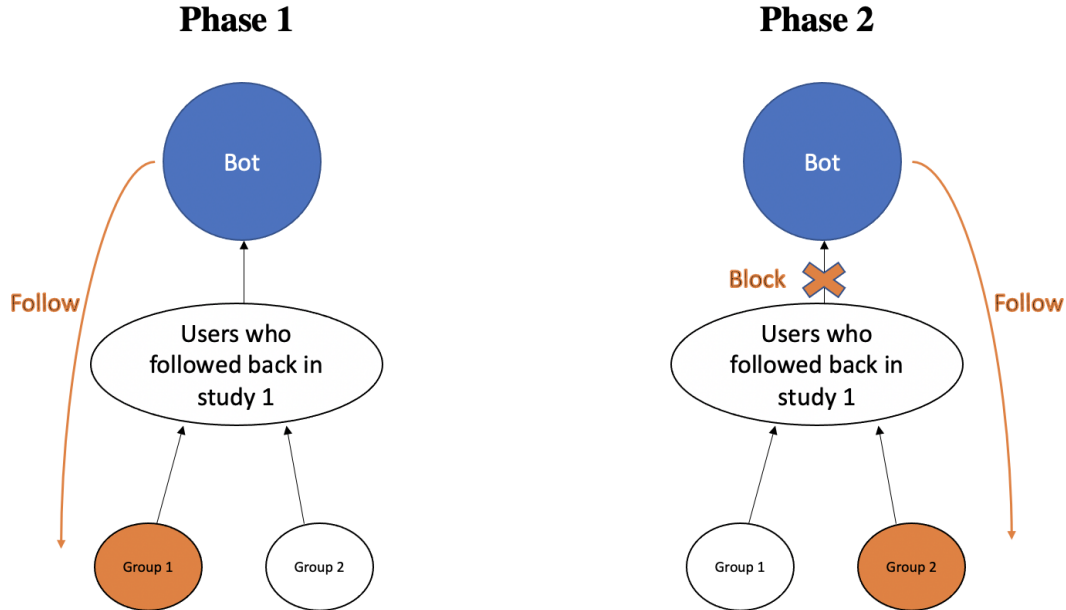 Phase 1
Bot
Follow
Users who
followed back in
study 1
Group 1
Group 2
Phase 2
Bot
Block
Follow
Users who
followed back in
study 1
Group 1
Group 2